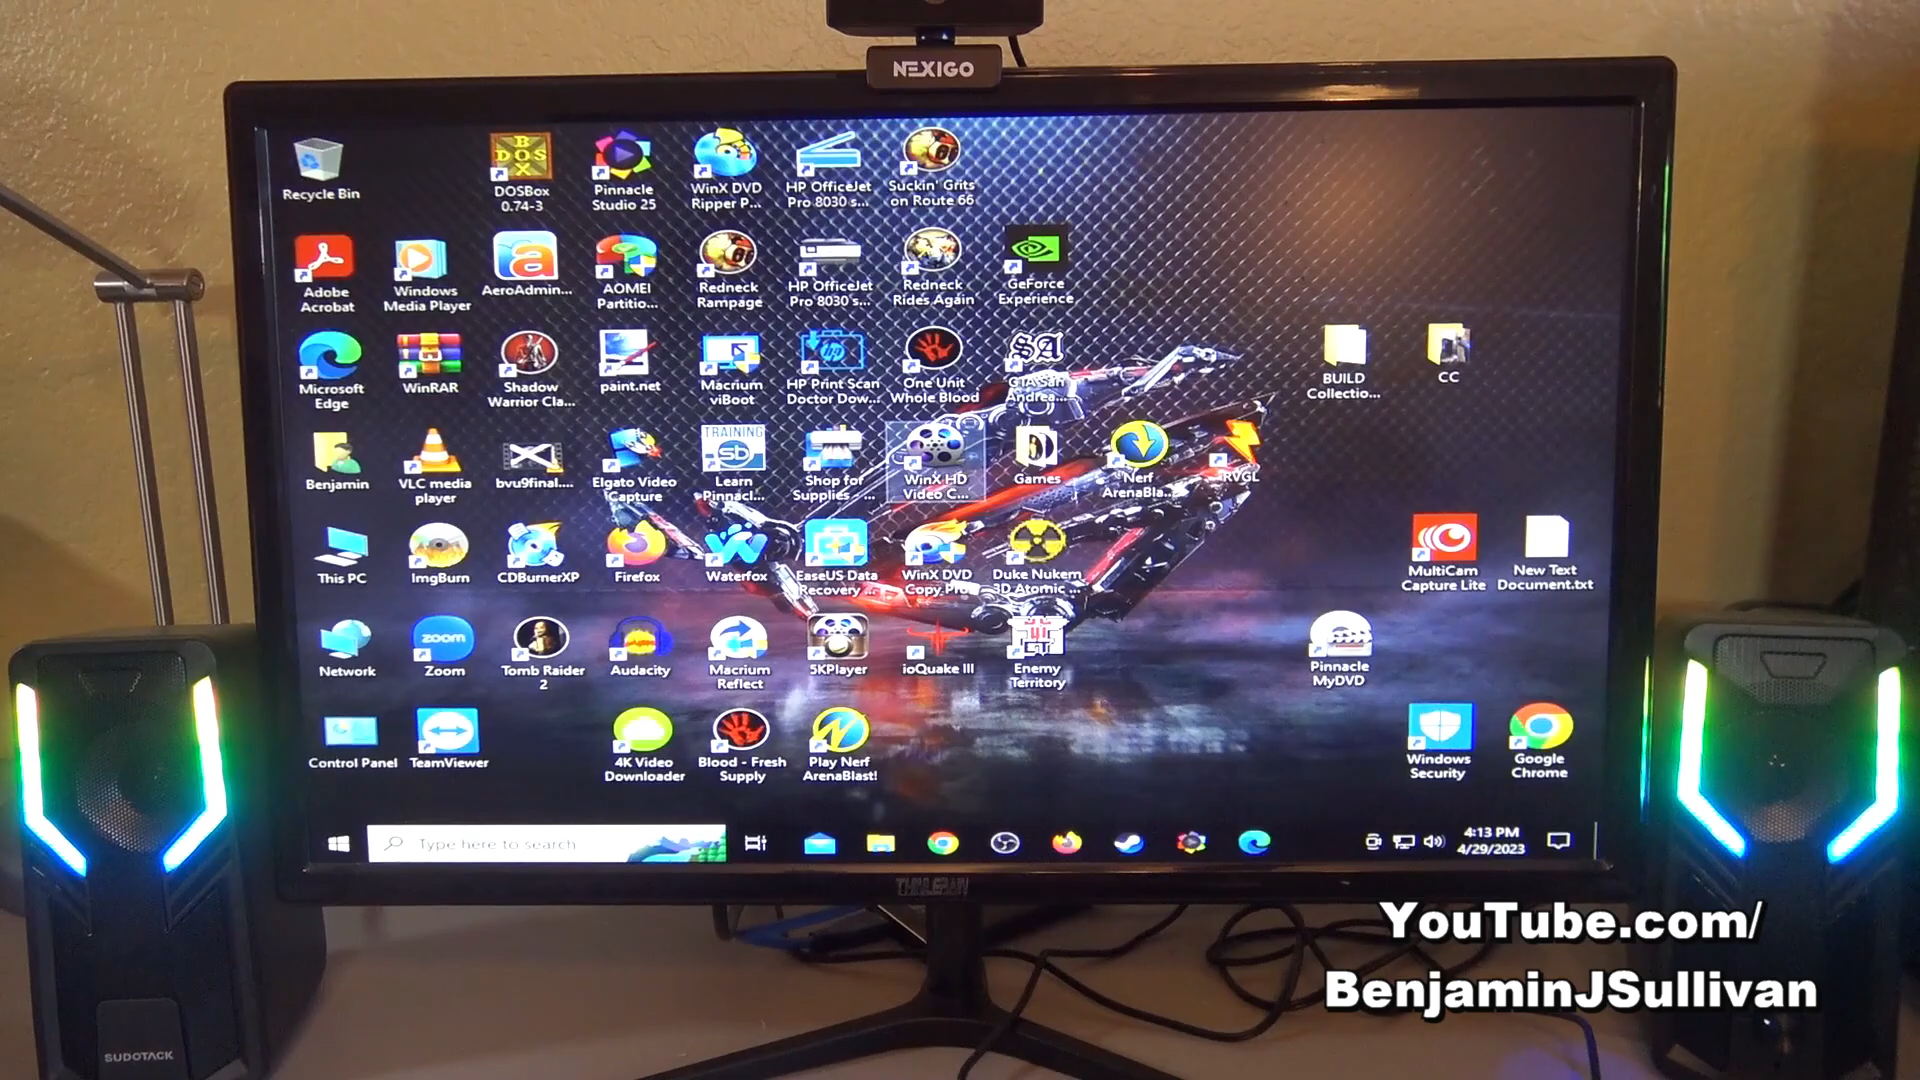 NEXIGO
Recycle Bin
DOSBox
0.74-3
Pinnacle
Studio 25
WinX DVD
Ripper P...
HP OfficeJet
Pro 8030 s...
Suckin' Grits
on Route 66
Adobe
Acrobat
Windows
Media Player
AeroAdmin...
AOMEI
Partitio...
Redneck
Rampage
HP OfficeJet
Pro 8030 s...
Redneck
Rides Again
GeForce
Experience
Microsoft
Edge
WinRAR
Shadow
Warrior Cla...
paint.net
Macrium
viBoot
HP Print Scan
Doctor Dow...
One Unit
Whole Blood
GTA San
Andrea...
BUILD
Collectio...
CC
Benjamin
VLC media
player
bvu9final....
Elgato Video
Capture
TRAINING
sb
Learn
Pinnacl...
Shop for
Supplies - ...
WinX HD
Video C...
Games
Nerf
ArenaBla...
RVGL
This PC
ImgBurn
CDBurnerXP
Firefox
Waterfox
EaseUS Data
Recovery ...
WinX DVD
Copy Pro
Duke Nukem
3D Atomic ...
MultiCam
Capture Lite
New Text
Document.txt
Network
zoom
Zoom
Tomb Raider
2
Audacity
Macrium
Reflect
5KPlayer
ioQuake III
Enemy
Territory
Pinnacle
MyDVD
Control Panel
TeamViewer
4K Video
Downloader
Blood - Fresh
Supply
Play Nerf
ArenaBlast!
Windows
Security
Google
Chrome
Type here to search
4:13 PM
4/29/2023
YouTube.com/
BenjaminJSullivan
SUDOTACK